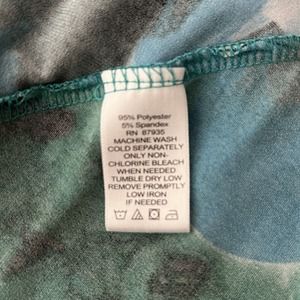 95% Polyester
5% Spandex
RN 87935
MACHINE WASH
COLD SEPARATELY
ONLY NON-
CHLORINE BLEACH
WHEN NEEDED
TUMBLE DRY LOW
REMOVE PROMPTLY
LOW IRON
IF NEEDED